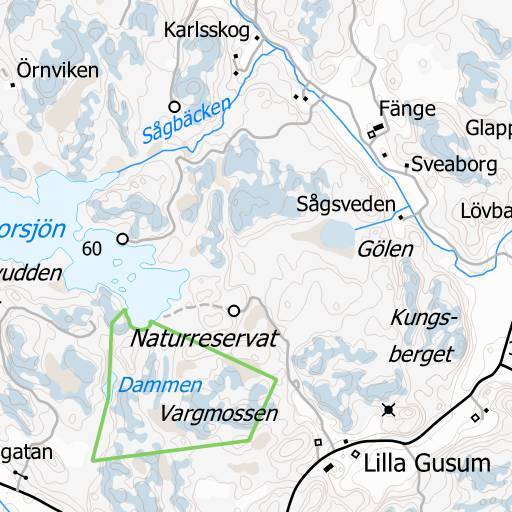 Karlsskog
Örnviken
Sågbäcken
Fänge
Glapp
Sveaborg
Sågsveden
Lövba
orsjön
60
Gölen
udden
Kungs-
berget
Naturreservat
Dammen
Vargmossen
gatan
Lilla Gusum